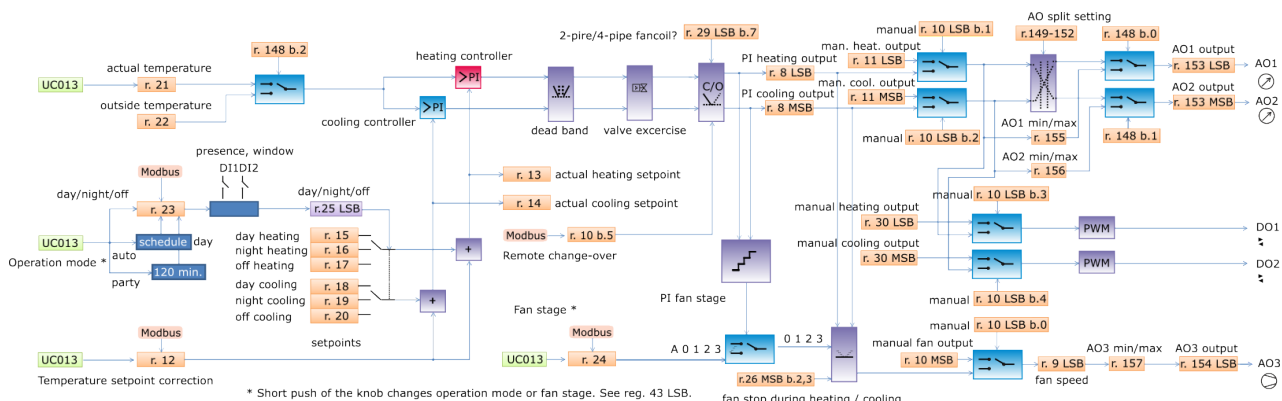 r. 148 b.2
heating controller
2-pire/4-pipe fancoil?
r. 29 LSB b.7
manual r. 10 LSB b.1
AO split setting
r.149-152
r. 148 b.0
UC013
actual temperature
r. 21
outside temperature
r. 22
>PI
>PI
cooling controller
dead band
valve excercise
C/O
PI heating output
r. 8 LSB
PI cooling output
r. 8 MSB
man. heat. output
r. 11 LSB
man. cool. output
r. 11 MSB
manual r. 10 LSB b.2
AO1 output
r. 153 LSB
AO1
AO2 output
r. 153 MSB
AO2
AO1 min/max
r. 155
r. 148 b.1
AO2 min/max
r. 156
presence, window
DI1DI2
Modbus
day/night/off
r. 23
day/night/off
r.25 LSB
r. 13
actual heating setpoint
r. 14
actual cooling setpoint
UC013
Operation mode *
schedule
day
auto
120 min.
party
day heating
r. 15
night heating
r. 16
off heating
r. 17
day cooling
r. 18
night cooling
r. 19
off cooling
r. 20
setpoints
+
+
Modbus
r. 10 b.5
Remote change-over
manual r. 10 LSB b.3
manual heating output
r. 30 LSB
manual cooling output
r. 30 MSB
PWM
DO1
PWM
DO2
manual r. 10 LSB b.4
PI fan stage
Modbus
UC013
r. 12
Temperature setpoint correction
Fan stage *
Modbus
UC013
r. 24
A 0 1 2 3
0 1 2 3
r.26 MSB b.2,3
fan stop during heating / cooling
manual
r. 10 LSB b.0
manual fan output
r. 10 MSB
r. 9 LSB
fan speed
AO3 min/max
r. 157
AO3 output
r. 154 LSB
AO3
* Short push of the knob changes operation mode or fan stage. See reg. 43 LSB.